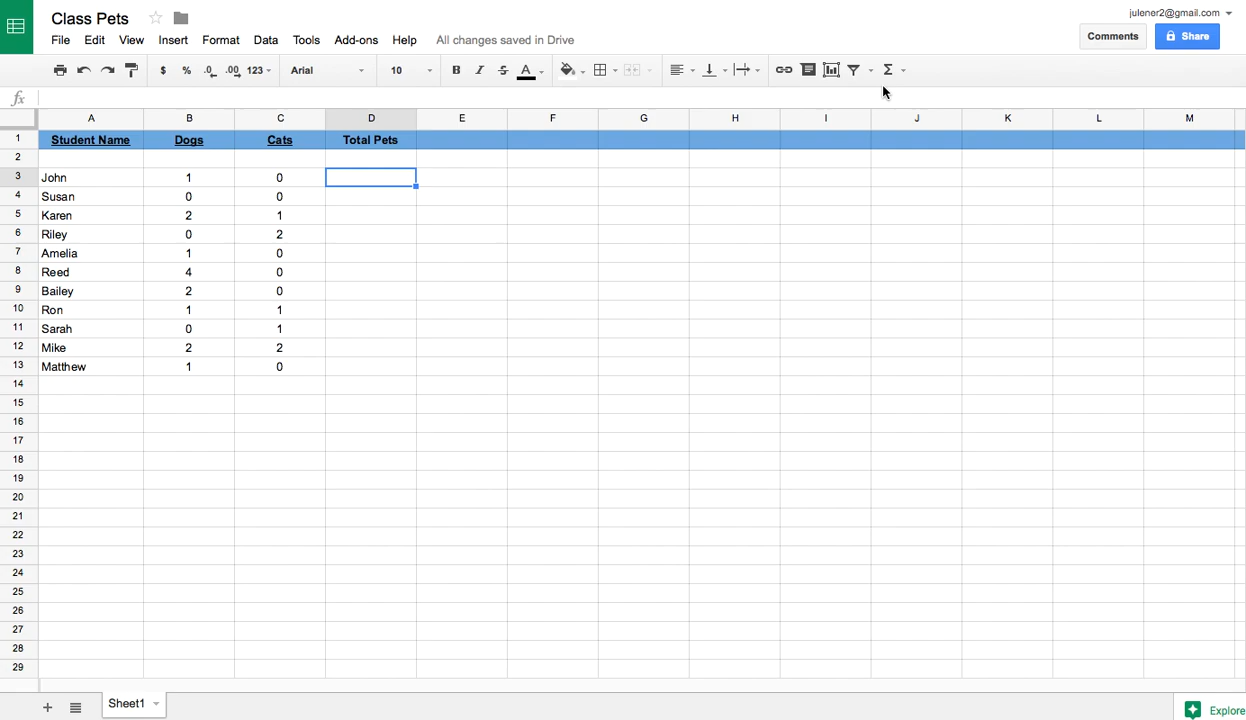 Class Pets
julener2@gmail.com
File Edit View Insert Format Data Tools Add-ons Help All changes saved in Drive
Comments Share
$ % .0 .00 123 Arial 10 B I S A Σ
fx
A B C D E F G H I J K L M
1 Student Name Dogs Cats Total Pets
2
3 John 1 0
4 Susan 0 0
5 Karen 2 1
6 Riley 0 2
7 Amelia 1 0
8 Reed 4 0
9 Bailey 2 0
10 Ron 1 1
11 Sarah 0 1
12 Mike 2 2
13 Matthew 1 0
14
15
16
17
18
19
20
21
22
23
24
25
26
27
28
29
+ Sheet1 Explore